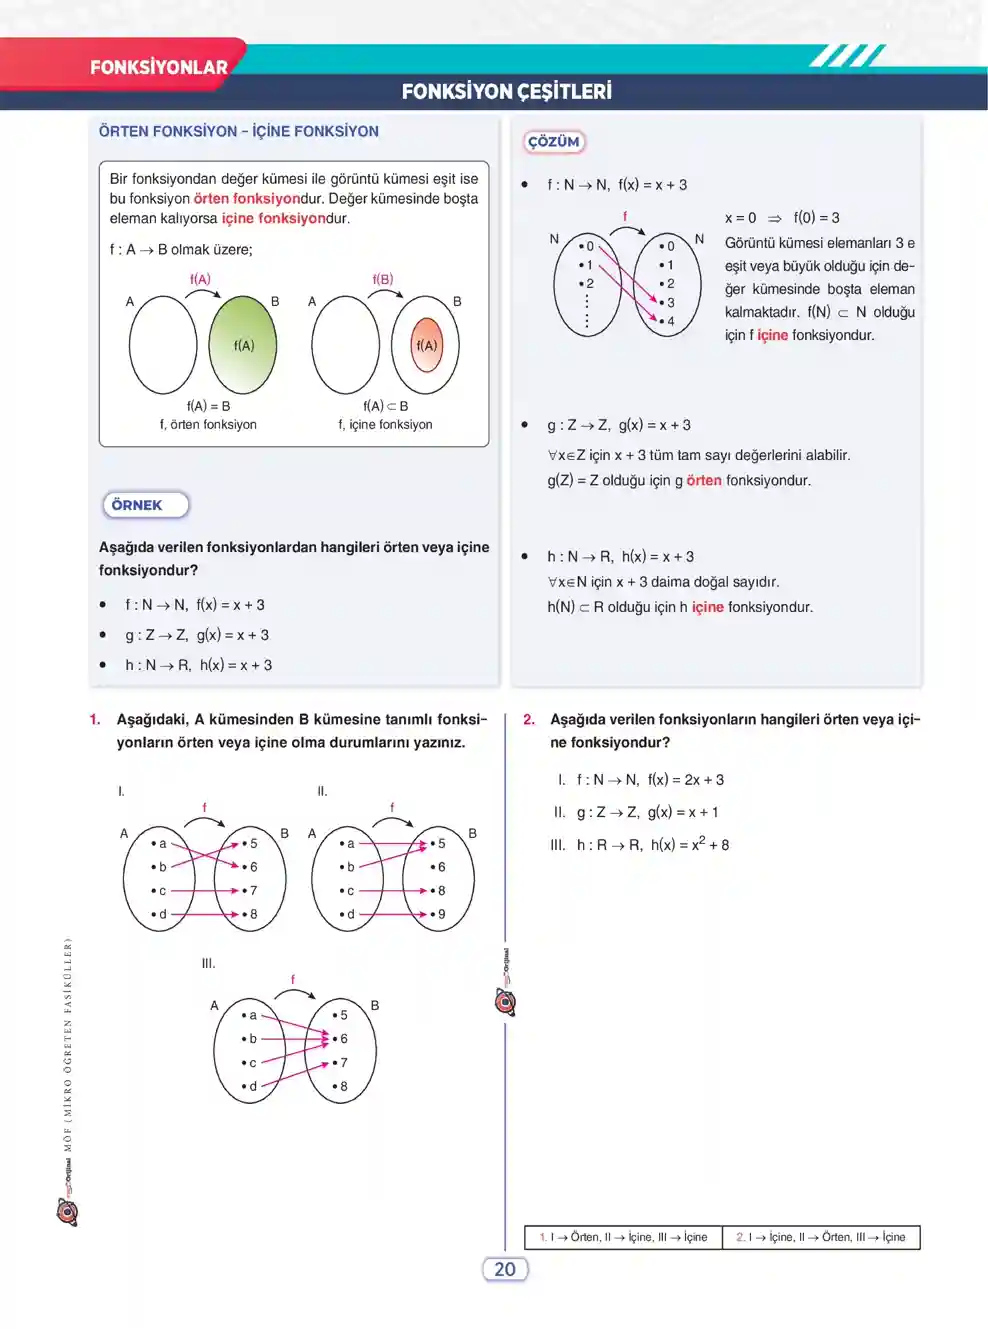 FONKSİYONLAR
FONKSİYON ÇEŞİTLERİ
ÖRTEN FONKSİYON – İÇİNE FONKSİYON
Bir fonksiyondan değer kümesi ile görüntü kümesi eşit ise
bu fonksiyon örten fonksiyondur. Değer kümesinde boşta
eleman kalıyorsa içine fonksiyondur.
f : A → B olmak üzere;
f(A)
A
B
f(A)
f(A) = B
f, örten fonksiyon
f(B)
A
B
f(A)
f(A) ⊂ B
f, içine fonksiyon
ÖRNEK
Aşağıda verilen fonksiyonlardan hangileri örten veya içine
fonksiyondur?
• f : N → N, f(x) = x + 3
• g : Z → Z, g(x) = x + 3
• h : N → R, h(x) = x + 3
ÇÖZÜM
• f : N → N, f(x) = x + 3
f
N
N
• 0
• 1
• 2
• 0
• 1
• 2
• 3
• 4
x = 0 ⇒ f(0) = 3
Görüntü kümesi elemanları 3 e
eşit veya büyük olduğu için de-
ğer kümesinde boşta eleman
kalmaktadır. f(N) ⊂ N olduğu
için f içine fonksiyondur.
• g : Z → Z, g(x) = x + 3
∀x∈Z için x + 3 tüm tam sayı değerlerini alabilir.
g(Z) = Z olduğu için g örten fonksiyondur.
• h : N → R, h(x) = x + 3
∀x∈N için x + 3 daima doğal sayıdır.
h(N) ⊂ R olduğu için h içine fonksiyondur.
1. Aşağıdaki, A kümesinden B kümesine tanımlı fonksi-
yonların örten veya içine olma durumlarını yazınız.
I.
f
A
B
• a
• b
• c
• d
• 5
• 6
• 7
• 8
II.
f
A
B
• a
• b
• c
• d
• 5
• 6
• 8
• 9
III.
f
A
B
• a
• b
• c
• d
• 5
• 6
• 7
• 8
2. Aşağıda verilen fonksiyonların hangileri örten veya içi-
ne fonksiyondur?
I. f : N → N, f(x) = 2x + 3
II. g : Z → Z, g(x) = x + 1
III. h : R → R, h(x) = x² + 8
Orijinal
Orijinal MÖF (MİKRO ÖĞRETEN FASİKÜLLER)
1. I → Örten, II → İçine, III → İçine
2. I → İçine, II → Örten, III → İçine
20